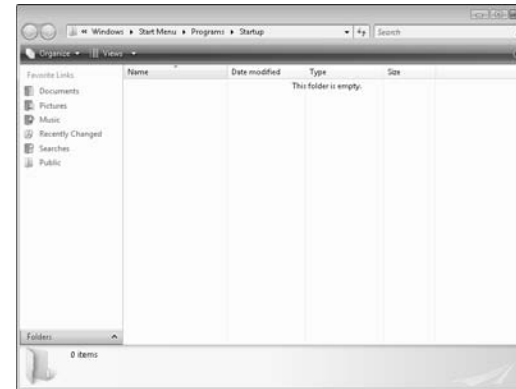 « Windows ▸ Start Menu ▸ Programs ▸ Startup
Search
Organize
Views
Favorite Links
Documents
Pictures
Music
Recently Changed
Searches
Public
Name
Date modified
Type
Size
This folder is empty.
Folders
0 items